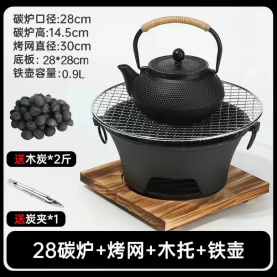 碳炉口径:28cm
碳炉高:14.5cm
烤网直径:30cm
底板: 28*28cm
铁壶容量:0.9L
送木炭*2斤
送炭夹*1
28碳炉+烤网+木托+铁壶